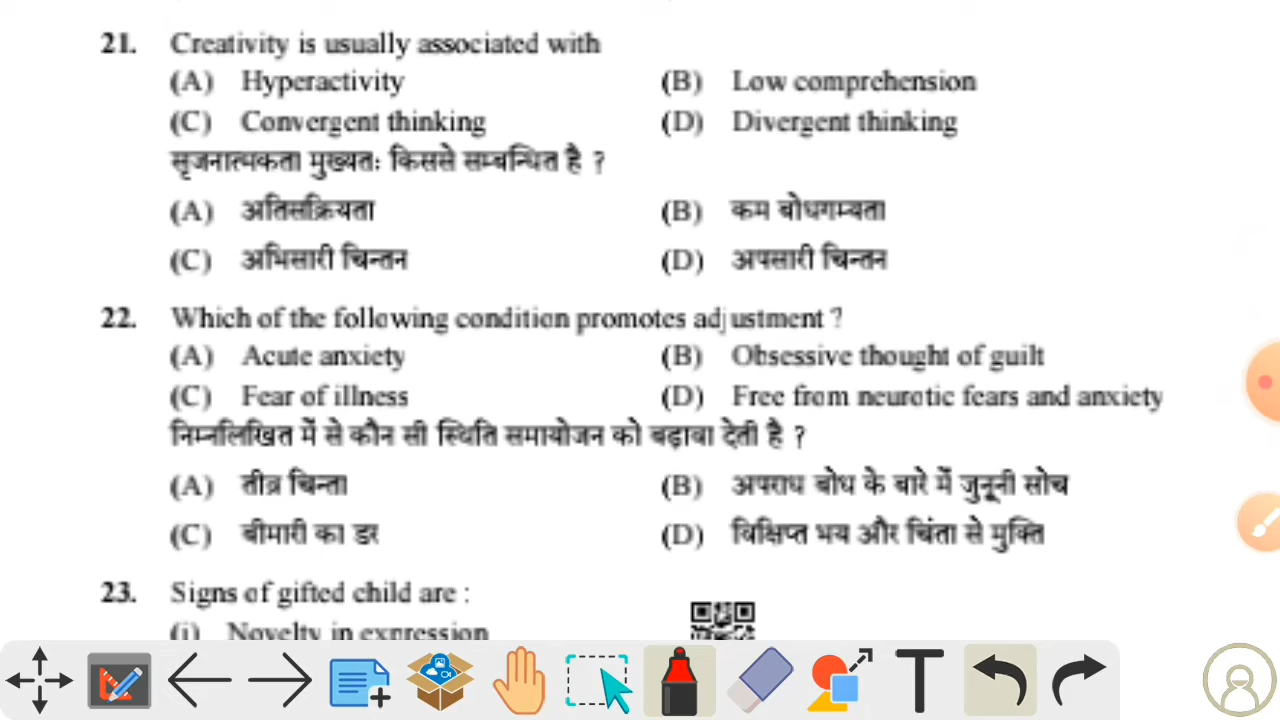 21. Creativity is usually associated with
(A) Hyperactivity (B) Low comprehension
(C) Convergent thinking (D) Divergent thinking
सृजनात्मकता मुख्यतः किससे सम्बन्धित है ?
(A) अतिसक्रियता (B) कम बोधगम्यता
(C) अभिसारी चिन्तन (D) अपसारी चिन्तन
22. Which of the following condition promotes adjustment ?
(A) Acute anxiety (B) Obsessive thought of guilt
(C) Fear of illness (D) Free from neurotic fears and anxiety
निम्नलिखित में से कौन सी स्थिति समायोजन को बढ़ावा देती है ?
(A) तीव्र चिन्ता (B) अपराध बोध के बारे में जुनूनी सोच
(C) बीमारी का डर (D) विक्षिप्त भय और चिंता से मुक्ति
23. Signs of gifted child are :
(i) Novelty in expression
T